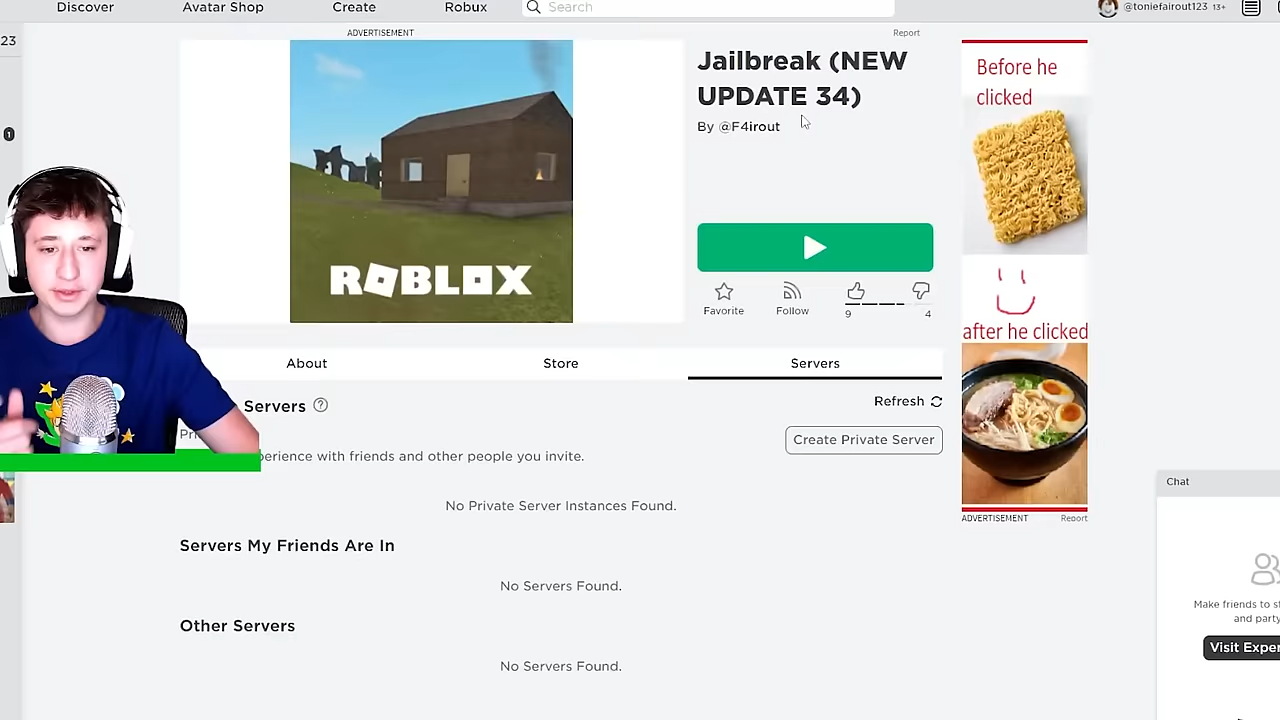 Discover
Avatar Shop
Create
Robux
Search
@toniefairout123 13+
23
1
ADVERTISEMENT
Report
ROBLOX
Jailbreak (NEW
UPDATE 34)
By @F4irout
Favorite
Follow
9
4
Before he
clicked
after he clicked
ADVERTISEMENT
Report
About
Store
Servers
Servers
Refresh
Create Private Server
perience with friends and other people you invite.
No Private Server Instances Found.
Servers My Friends Are In
No Servers Found.
Other Servers
No Servers Found.
Chat
Make friends to s
and party
Visit Exper